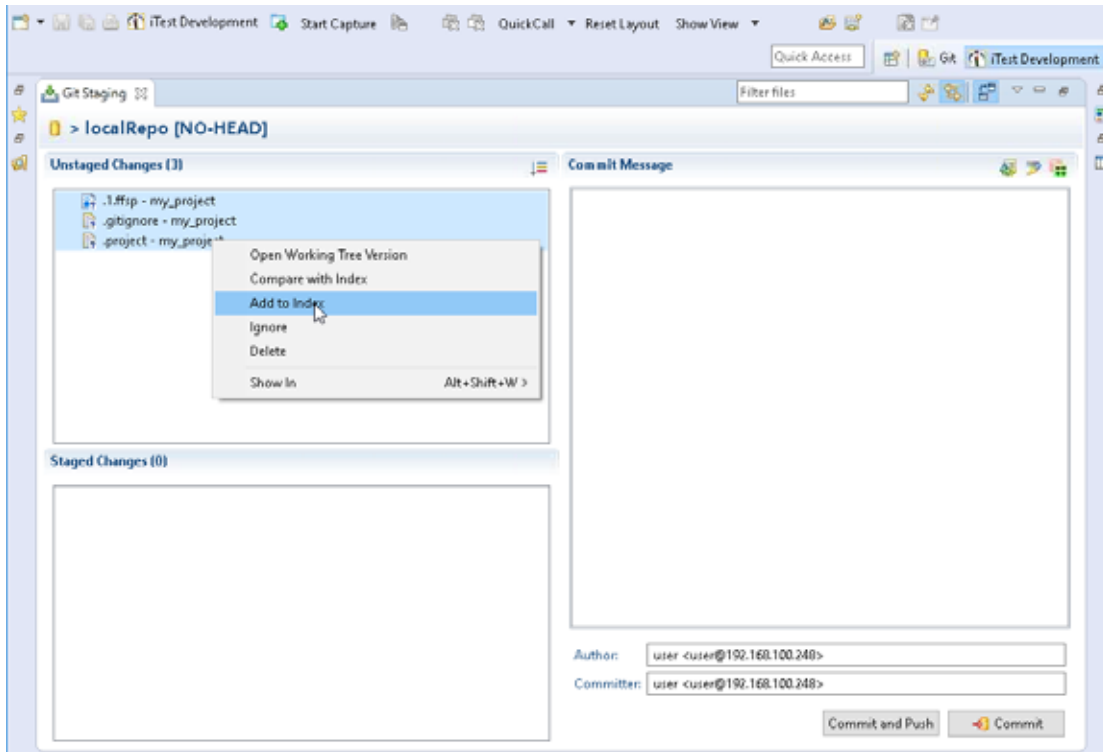 iTest Development Start Capture QuickCall Reset Layout Show View
Quick Access Git iTest Development
Git Staging Filter files
> localRepo [NO-HEAD]
Unstaged Changes (3)
.1.ffsp - my_project
.gitignore - my_project
.project - my_project
Open Working Tree Version
Compare with Index
Add to Index
Ignore
Delete
Show In Alt+Shift+W >
Staged Changes (0)
Commit Message
Author: user <user@192.168.100.248>
Committer: user <user@192.168.100.248>
Commit and Push Commit